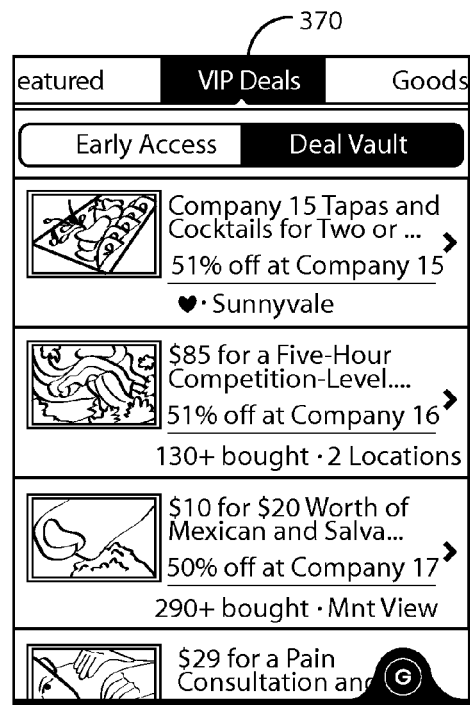 370
eatured VIP Deals Goods
Early Access Deal Vault
Company 15 Tapas and
Cocktails for Two or ...
51% off at Company 15
♥· Sunnyvale
$85 for a Five-Hour
Competition-Level....
51% off at Company 16
130+ bought · 2 Locations
$10 for $20 Worth of
Mexican and Salva...
50% off at Company 17
290+ bought · Mnt View
$29 for a Pain
Consultation and
G